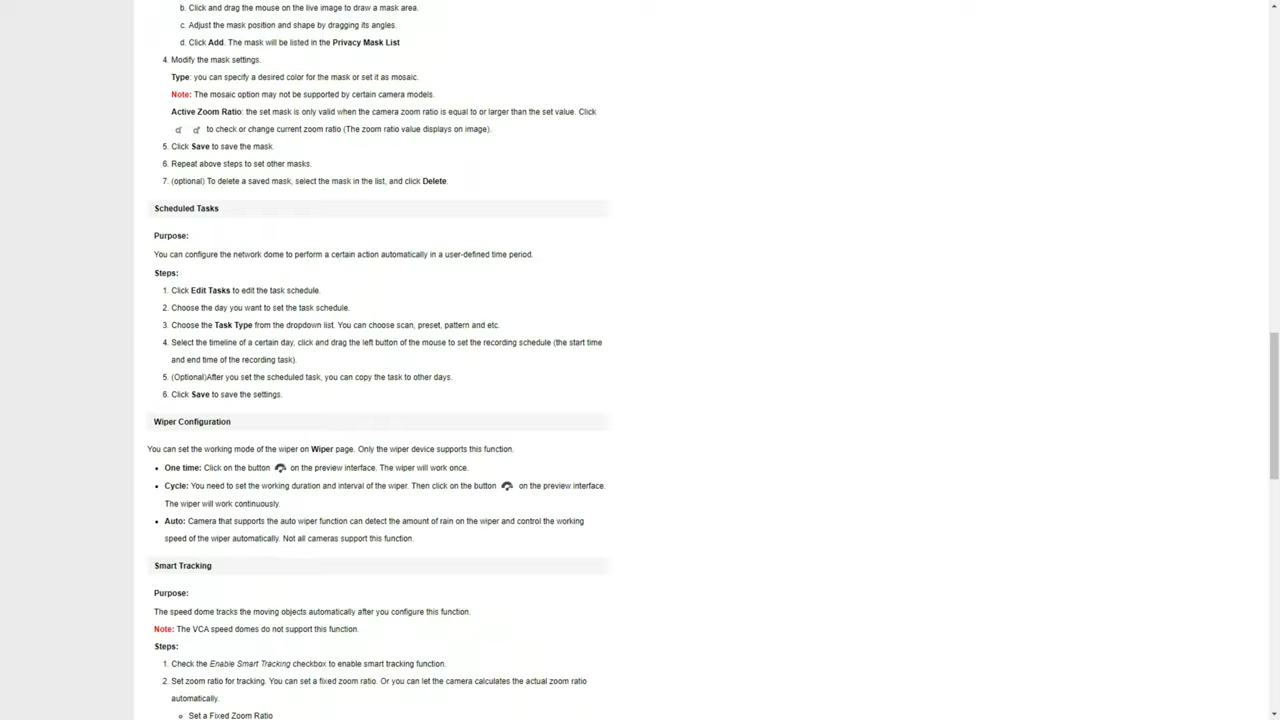 b. Click and drag the mouse on the live image to draw a mask area.
c. Adjust the mask position and shape by dragging its angles.
d. Click Add. The mask will be listed in the Privacy Mask List
4. Modify the mask settings.
Type: you can specify a desired color for the mask or set it as mosaic.
Note: The mosaic option may not be supported by certain camera models.
Active Zoom Ratio: the set mask is only valid when the camera zoom ratio is equal to or larger than the set value. Click
to check or change current zoom ratio (The zoom ratio value displays on image).
5. Click Save to save the mask.
6. Repeat above steps to set other masks.
7. (optional) To delete a saved mask, select the mask in the list, and click Delete.
Scheduled Tasks
Purpose:
You can configure the network dome to perform a certain action automatically in a user-defined time period.
Steps:
1. Click Edit Tasks to edit the task schedule.
2. Choose the day you want to set the task schedule.
3. Choose the Task Type from the dropdown list. You can choose scan, preset, pattern and etc.
4. Select the timeline of a certain day, click and drag the left button of the mouse to set the recording schedule (the start time
and end time of the recording task).
5. (Optional)After you set the scheduled task, you can copy the task to other days.
6. Click Save to save the settings.
Wiper Configuration
You can set the working mode of the wiper on Wiper page. Only the wiper device supports this function.
• One time: Click on the button on the preview interface. The wiper will work once.
• Cycle: You need to set the working duration and interval of the wiper. Then click on the button on the preview interface.
The wiper will work continuously.
• Auto: Camera that supports the auto wiper function can detect the amount of rain on the wiper and control the working
speed of the wiper automatically. Not all cameras support this function.
Smart Tracking
Purpose:
The speed dome tracks the moving objects automatically after you configure this function.
Note: The VCA speed domes do not support this function.
Steps:
1. Check the Enable Smart Tracking checkbox to enable smart tracking function.
2. Set zoom ratio for tracking. You can set a fixed zoom ratio. Or you can let the camera calculates the actual zoom ratio
automatically.
o Set a Fixed Zoom Ratio